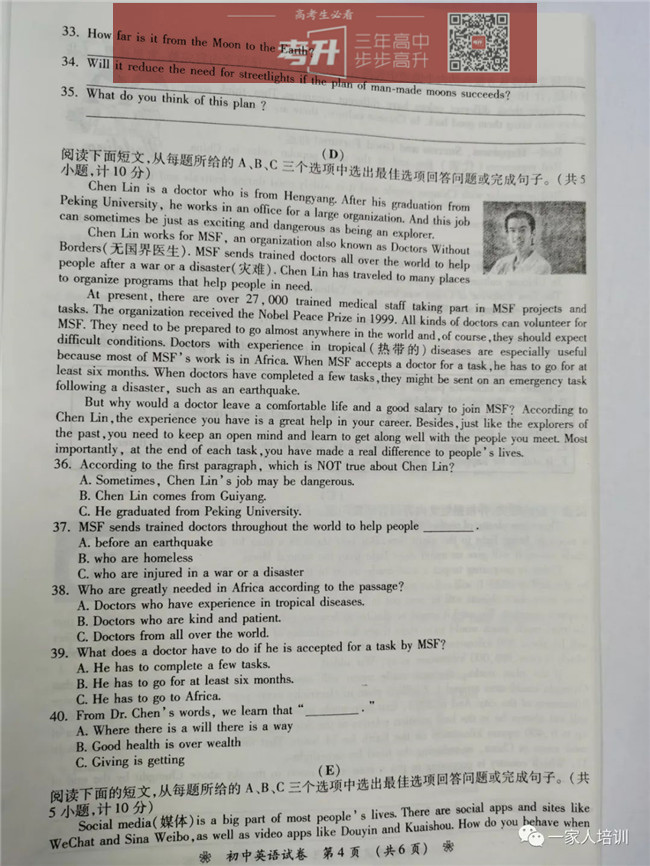 高考生必看
考升
三年高中
步步高升
33. How far is it from the Moon to the Earth?
34. Will it reduce the need for streetlights if the plan of man-made moons succeeds?
35. What do you think of this plan ?
(D)
阅读下面短文,从每题所给的 A、B、C 三个选项中选出最佳选项回答问题或完成句子。(共5
小题,计 10 分)
Chen Lin is a doctor who is from Hengyang. After his graduation from
Peking University, he works in an office for a large organization. And this job
can sometimes be just as exciting and dangerous as being an explorer.
Chen Lin works for MSF, an organization also known as Doctors Without
Borders(无国界医生). MSF sends trained doctors all over the world to help
people after a war or a disaster(灾难). Chen Lin has traveled to many places
to organize programs that help people in need.
At present, there are over 27,000 trained medical staff taking part in MSF projects and
tasks. The organization received the Nobel Peace Prize in 1999. All kinds of doctors can volunteer for
MSF. They need to be prepared to go almost anywhere in the world and,of course,they should expect
difficult conditions. Doctors with experience in tropical (热带的) diseases are especially useful
because most of MSF's work is in Africa. When MSF accepts a doctor for a task,he has to go for at
least six months. When doctors have completed a few tasks,they might be sent on an emergency task
following a disaster, such as an earthquake.
But why would a doctor leave a comfortable life and a good salary to join MSF? According to
Chen Lin,the experience you have is a great help in your career. Besides,just like the explorers of
the past,you need to keep an open mind and learn to get along well with the people you meet. Most
importantly, at the end of each task,you have made a real difference to people's lives.
36. According to the first paragraph, which is NOT true about Chen Lin?
A. Sometimes, Chen Lin's job may be dangerous.
B. Chen Lin comes from Guiyang.
C. He graduated from Peking University.
37. MSF sends trained doctors throughout the world to help people ________ .
A. before an earthquake
B. who are homeless
C. who are injured in a war or a disaster
38. Who are greatly needed in Africa according to the passage?
A. Doctors who have experience in tropical diseases.
B. Doctors who are kind and patient.
C. Doctors from all over the world.
39. What does a doctor have to do if he is accepted for a task by MSF?
A. He has to complete a few tasks.
B. He has to go for at least six months.
C. He has to go to Africa.
40. From Dr. Chen's words, we learn that "________ . "
A. Where there is a will there is a way
B. Good health is over wealth
C. Giving is getting
(E)
阅读下面的短文,从每题所给的 A、B、C 三个选项中选出最佳选项回答问题或完成句子。(共
5 小题,计 10 分)
Social media(媒体)is a big part of most people's lives. There are social apps and sites like
WeChat and Sina Weibo,as well as video apps like Douyin and Kuaishou. How do you behave when
初中英语试卷 第 4 页 (共 6 页)
一家人培训